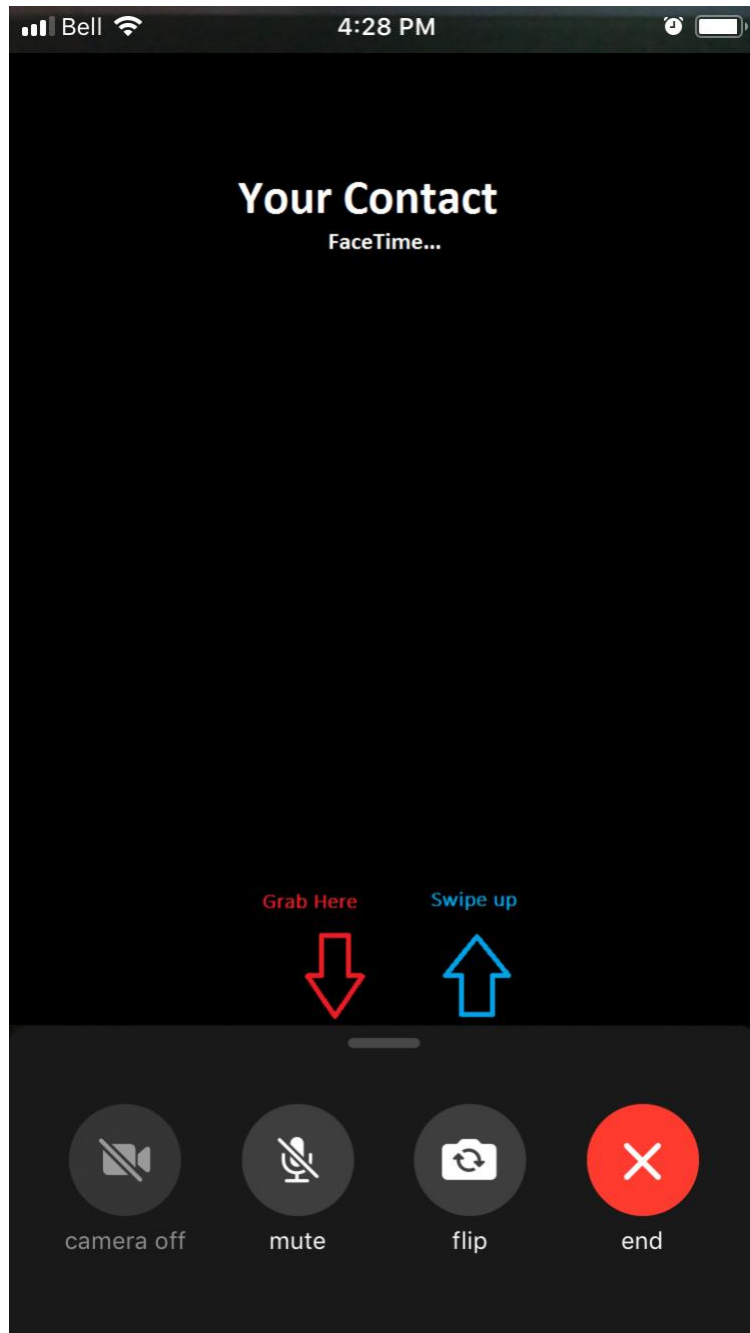 Bell 4:28 PM
Your Contact
FaceTime...
Grab Here Swipe up
camera off mute flip end